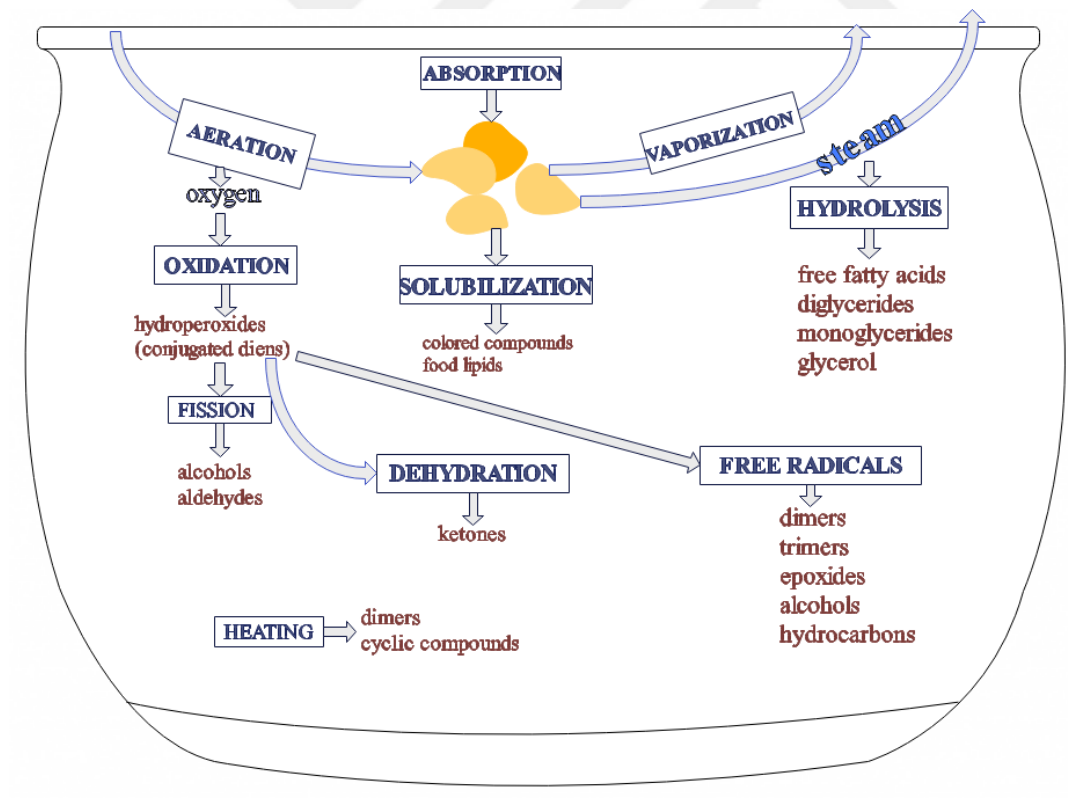 ABSORPTION
AERATION
VAPORIZATION
steam
oxygen
HYDROLYSIS
OXIDATION
SOLUBILIZATION
free fatty acids
diglycerides
monoglycerides
glycerol
hydroperoxides
(conjugated diens)
colored compounds
food lipids
FISSION
alcohols
aldehydes
DEHYDRATION
ketones
FREE RADICALS
dimers
trimers
epoxides
alcohols
hydrocarbons
HEATING
dimers
cyclic compounds